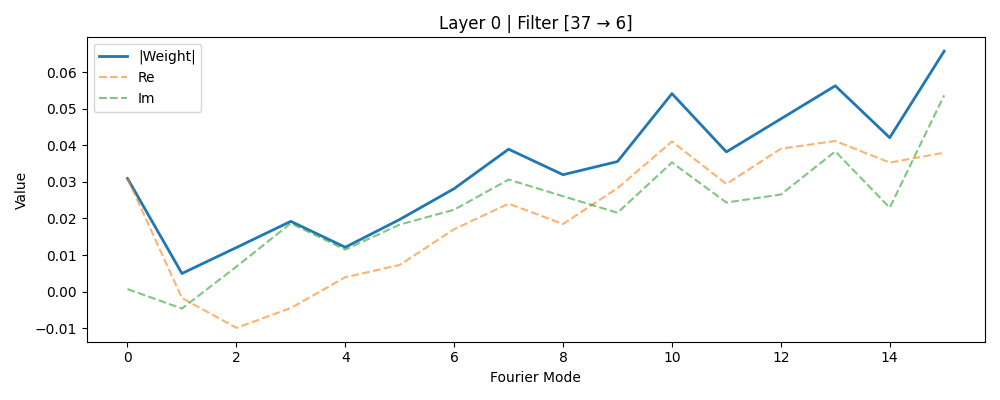 Layer 0 | Filter [37 → 6]
|Weight|
Re
Im
0.06
0.05
0.04
0.03
0.02
0.01
0.00
−0.01
Value
0 2 4 6 8 10 12 14
Fourier Mode